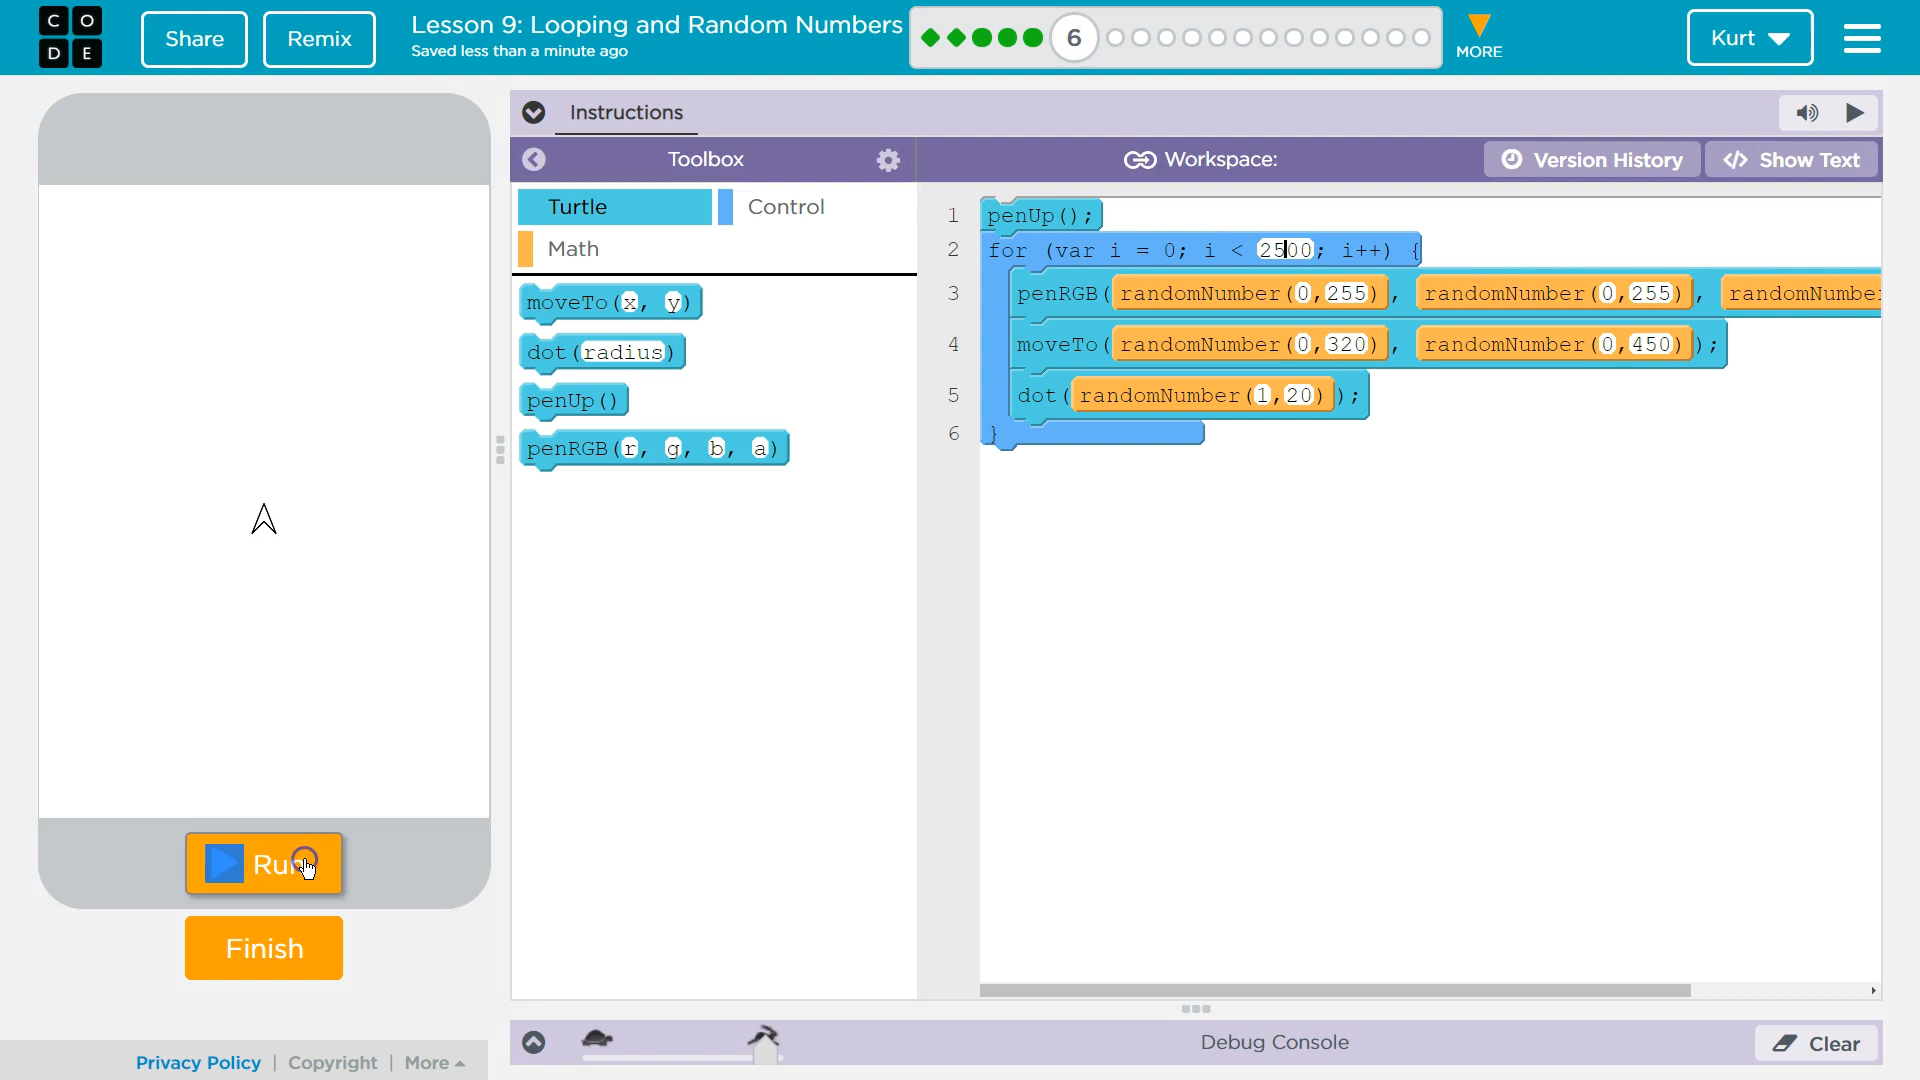 C O
D E
Share
Remix
Lesson 9: Looping and Random Numbers
Saved less than a minute ago
6
MORE
Kurt
Instructions
Toolbox
Workspace:
Version History
</> Show Text
Turtle
Control
Math
moveTo(x, y)
dot(radius)
penUp()
penRGB(r, g, b, a)
1 penUp();
2 for (var i = 0; i < 2500; i++) {
3 penRGB(randomNumber(0,255), randomNumber(0,255), randomNumbe
4 moveTo(randomNumber(0,320), randomNumber(0,450));
5 dot(randomNumber(1,20));
6 }
Run
Finish
Privacy Policy | Copyright | More
Debug Console
Clear